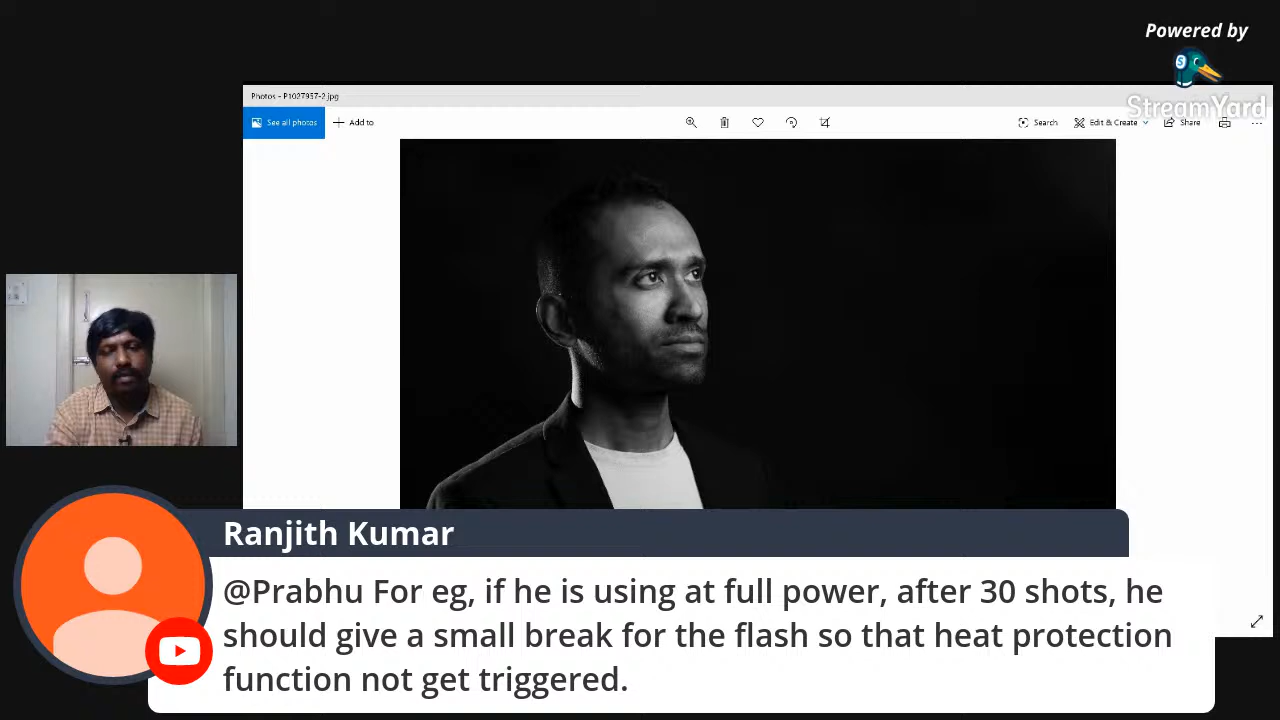 Powered by
StreamYard
Photos - P1027957-2.jpg
See all photos
Add to
Search
Edit & Create
Share
Ranjith Kumar
@Prabhu For eg, if he is using at full power, after 30 shots, he
should give a small break for the flash so that heat protection
function not get triggered.